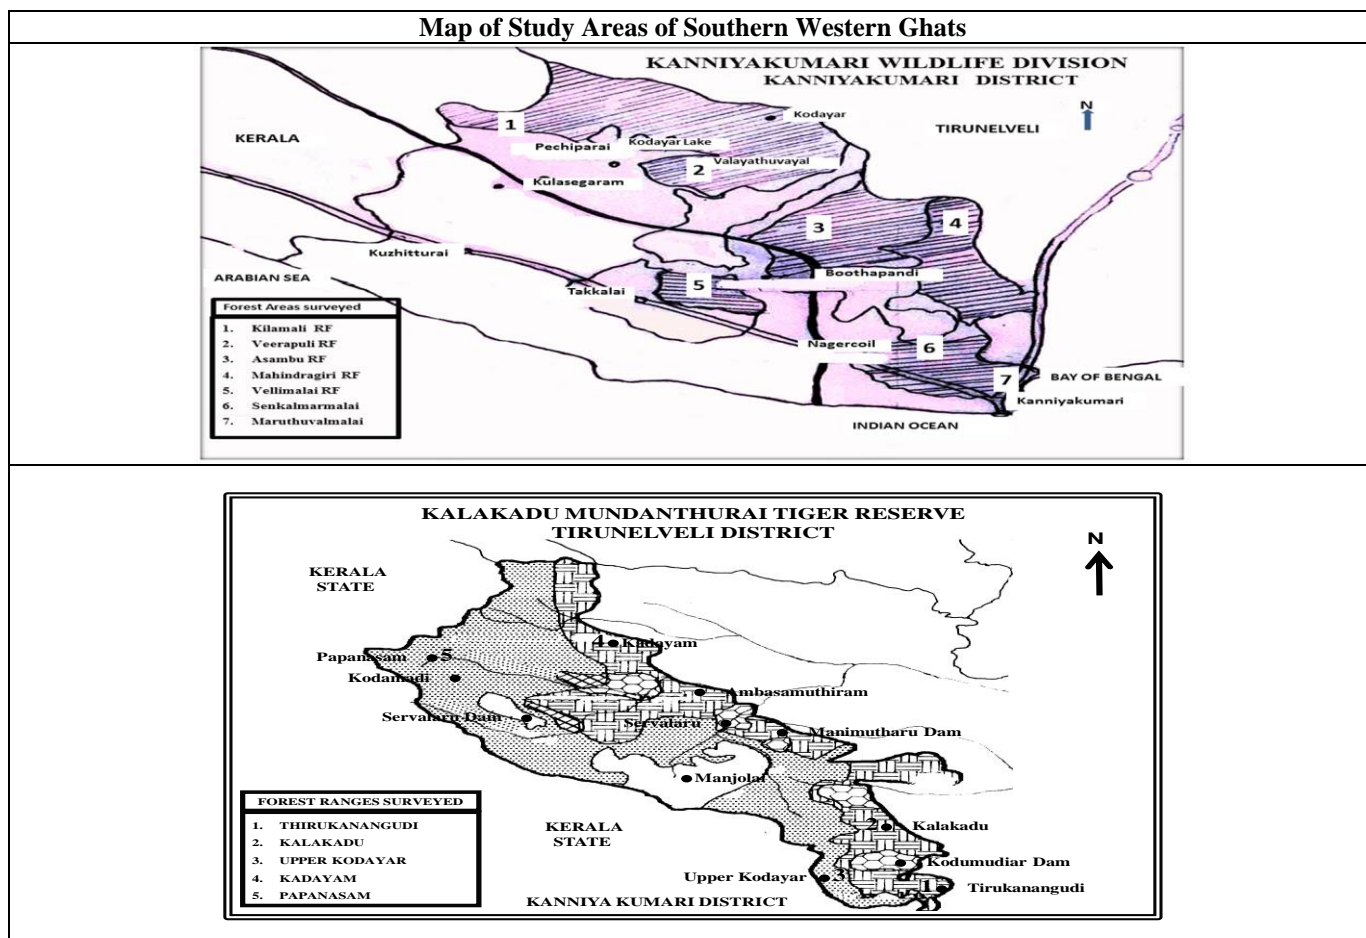 Map of Study Areas of Southern Western Ghats
KANNIYAKUMARI WILDLIFE DIVISION
KANNIYAKUMARI DISTRICT
N
Kodayar
TIRUNELVELI
1
KERALA
Pechiparai
Kodayar Lake
2
Valayathuvayal
Kulasegaram
3
4
Kuzhitturai
ARABIAN SEA
Takkalai
5
Boothapandi
Nagercoil
6
7
BAY OF BENGAL
Kanniyakumari
INDIAN OCEAN
Forest Areas surveyed
1. Kilamali RF
2. Veerapuli RF
3. Asambu RF
4. Mahindragiri RF
5. Vellimalai RF
6. Senkalmarmalai
7. Maruthuvalmalai
KALAKADU MUNDANTHURAI TIGER RESERVE
TIRUNELVELI DISTRICT
N
KERALA
STATE
4 Kadayam
Papanasam 5
Kodamadi
Ambasamuthiram
Servalaru Dam
Servalaru
Manimutharu Dam
Manjolai
KERALA
STATE
2 Kalakadu
Kodumudiar Dam
Upper Kodayar 3
1 Tirukanangudi
KANNIYA KUMARI DISTRICT
FOREST RANGES SURVEYED
1. THIRUKANANGUDI
2. KALAKADU
3. UPPER KODAYAR
4. KADAYAM
5. PAPANASAM